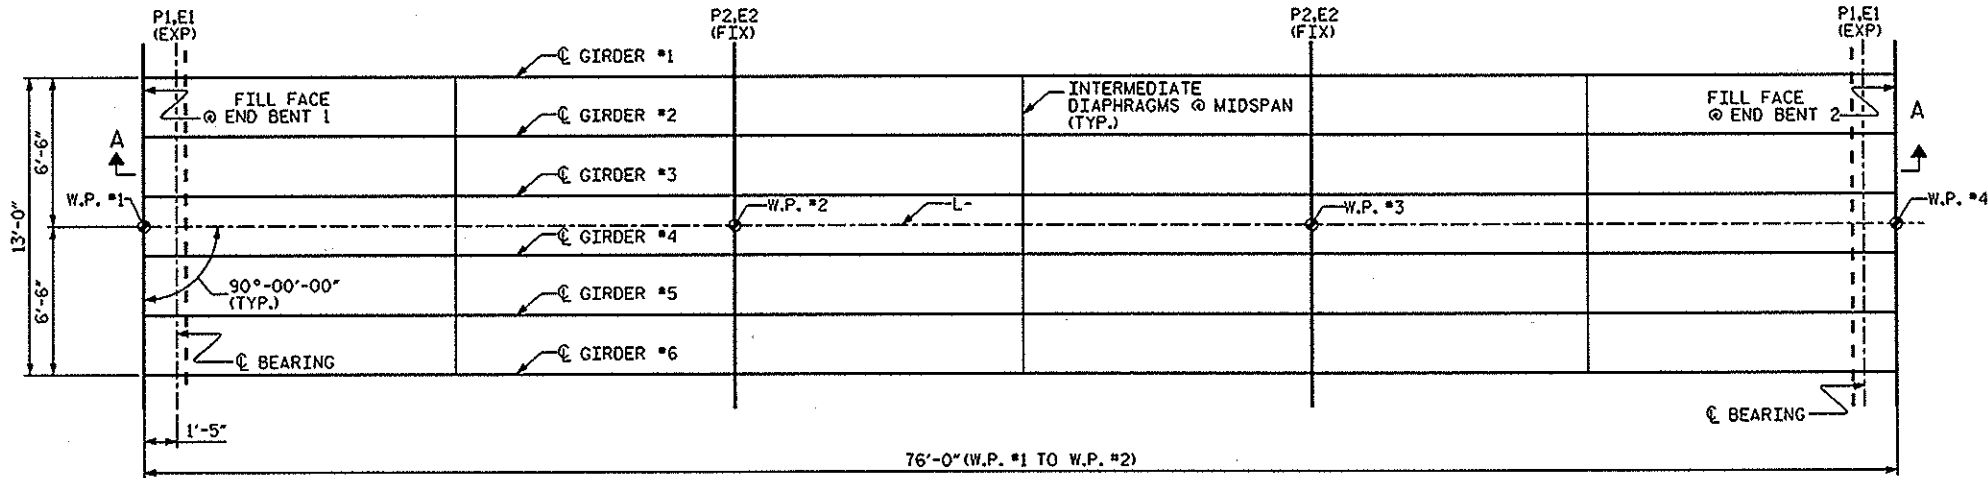 P1,E1
(EXP)
P2,E2
(FIX)
P2,E2
(FIX)
P1,E1
(EXP)
℄ GIRDER #1
FILL FACE
@ END BENT 1
℄ GIRDER #2
INTERMEDIATE
DIAPHRAGMS @ MIDSPAN
(TYP.)
FILL FACE
@ END BENT 2
A
A
6'-6"
℄ GIRDER #3
W.P. #1
W.P. #2
-L-
W.P. #3
W.P. #4
13'-0"
℄ GIRDER #4
90°-00'-00"
(TYP.)
℄ GIRDER #5
6'-6"
℄ BEARING
℄ GIRDER #6
℄ BEARING
1'-5"
76'-0" (W.P. #1 TO W.P. #2)